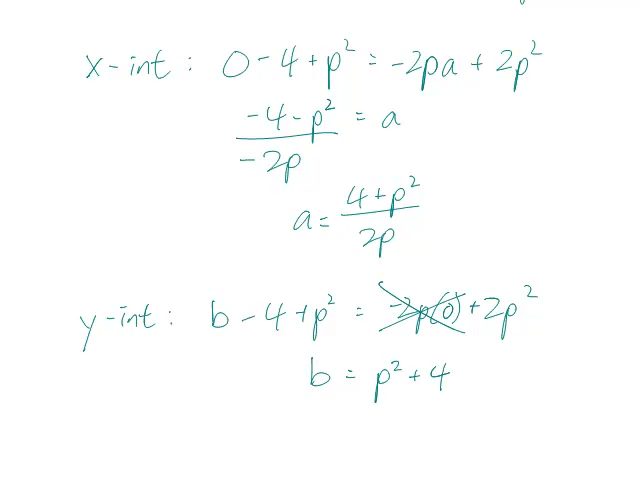 x-int: 0 - 4 + p² = -2pa + 2p²
(-4 - p²)/(-2p) = a
a = (4 + p²)/(2p)
y-int: b - 4 + p² = -2p(0) + 2p²
b = p² + 4